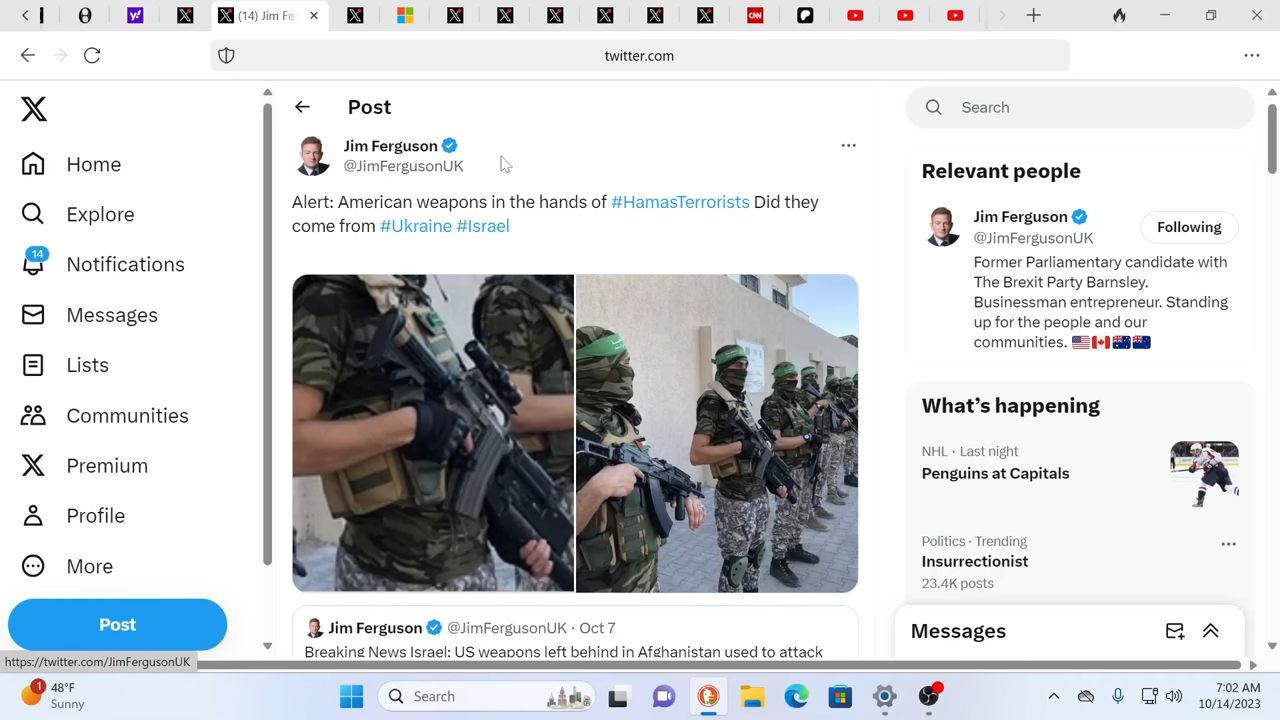 (14) Jim Fe
CNN
twitter.com
Home
Explore
14
Notifications
Messages
Lists
Communities
Premium
Profile
More
Post
https://twitter.com/JimFergusonUK
Post
Jim Ferguson
@JimFergusonUK
Alert: American weapons in the hands of #HamasTerrorists Did they
come from #Ukraine #Israel
Jim Ferguson @JimFergusonUK · Oct 7
Breaking News Israel: US weapons left behind in Afghanistan used to attack
Search
Relevant people
Jim Ferguson
@JimFergusonUK
Following
Former Parliamentary candidate with
The Brexit Party Barnsley.
Businessman entrepreneur. Standing
up for the people and our
communities.
What's happening
NHL · Last night
Penguins at Capitals
Politics · Trending
Insurrectionist
23.4K posts
Messages
1
48°F
Sunny
Search
7:02 AM
10/14/2023